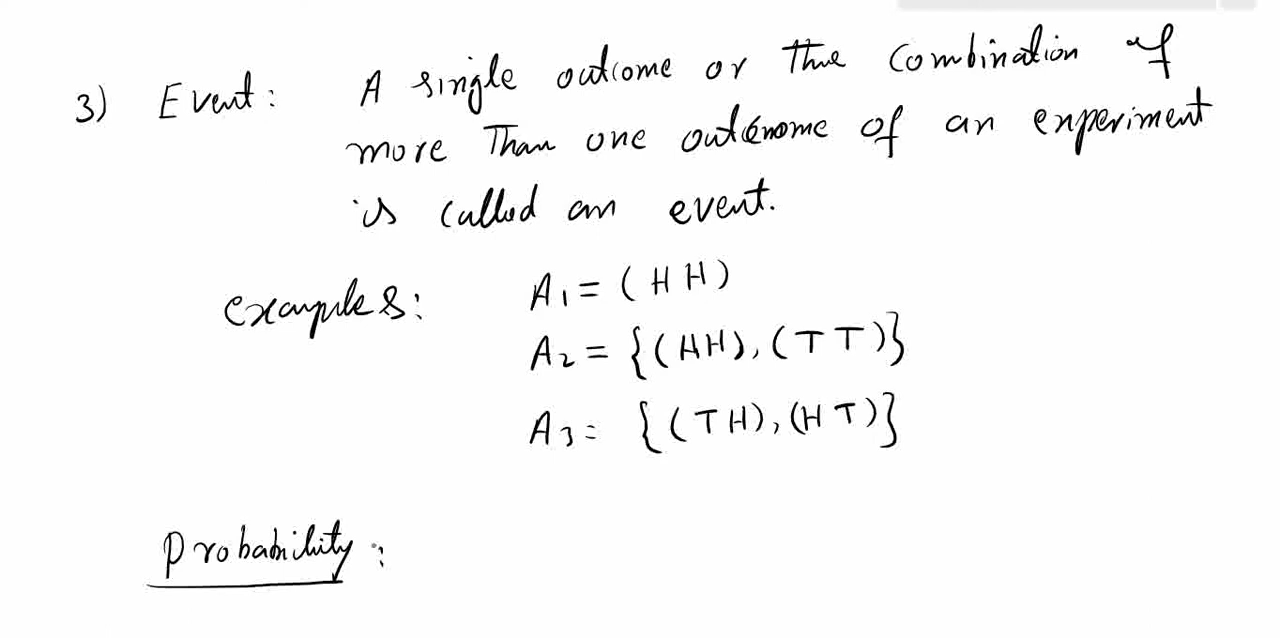 3) Event: A single outcome or the combination of
more Than one outcnome of an experiment
is called an event.
examples: A1 = (HH)
A2 = {(HH), (TT)}
A3 = {(TH), (HT)}
Probability: